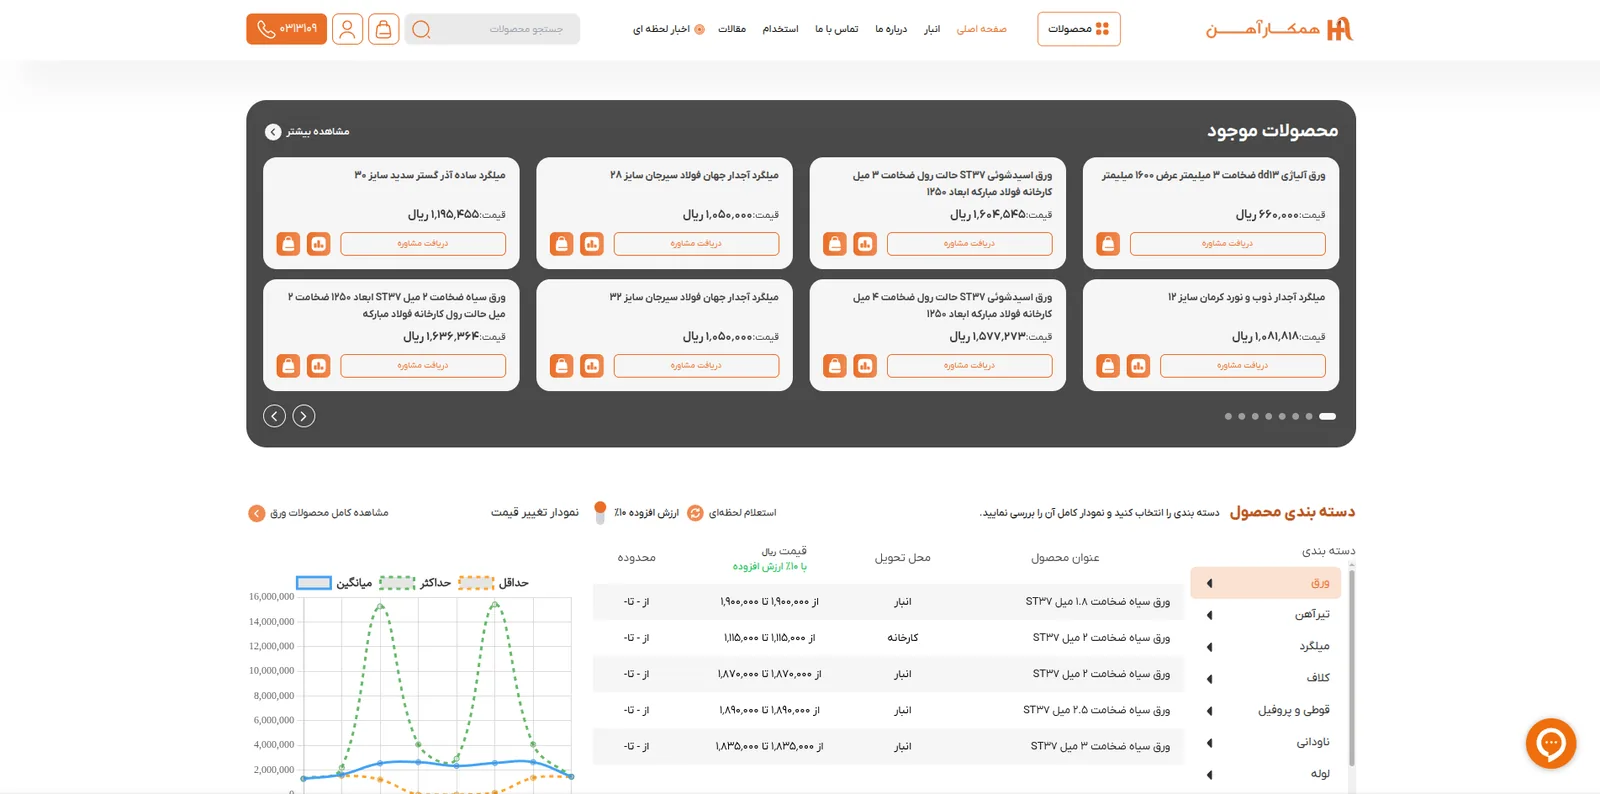 همکارآهن
محصولات
صفحه اصلی
انبار
درباره ما
تماس با ما
استخدام
مقالات
اخبار لحظه ای
جستجو محصولات
۰۳۱۳۱۰۹
محصولات موجود
مشاهده بیشتر
ورق آلیاژی dd۱۳ ضخامت ۳ میلیمتر عرض ۱۶۰۰ میلیمتر
قیمت:۶۶۰,۰۰۰ ریال
دریافت مشاوره
ورق اسیدشوئی ST۳۷ حالت رول ضخامت ۳ میل
کارخانه فولاد مبارکه ابعاد ۱۲۵۰
قیمت:۱,۶۰۴,۵۴۵ ریال
دریافت مشاوره
میلگرد آجدار جهان فولاد سیرجان سایز ۲۸
قیمت:۱,۰۵۰,۰۰۰ ریال
دریافت مشاوره
میلگرد ساده آذر گستر سدید سایز ۳۰
قیمت:۱,۱۹۵,۴۵۵ ریال
دریافت مشاوره
میلگرد آجدار ذوب و نورد کرمان سایز ۱۲
قیمت:۱,۰۸۱,۸۱۸ ریال
دریافت مشاوره
ورق اسیدشوئی ST۳۷ حالت رول ضخامت ۴ میل
کارخانه فولاد مبارکه ابعاد ۱۲۵۰
قیمت:۱,۵۷۷,۲۷۳ ریال
دریافت مشاوره
میلگرد آجدار جهان فولاد سیرجان سایز ۳۲
قیمت:۱,۰۵۰,۰۰۰ ریال
دریافت مشاوره
ورق سیاه ضخامت ۲ میل ST۳۷ ابعاد ۱۲۵۰ ضخامت ۲
میل حالت رول کارخانه فولاد مبارکه
قیمت:۱,۶۳۶,۳۶۴ ریال
دریافت مشاوره
دسته بندی محصول
دسته بندی را انتخاب کنید و نمودار کامل آن را بررسی نمایید.
استعلام لحظه‌ای
ارزش افزوده ۱۰٪
نمودار تغییر قیمت
مشاهده کامل محصولات ورق
دسته بندی
ورق
تیرآهن
میلگرد
کلاف
قوطی و پروفیل
ناودانی
لوله
عنوان محصول
محل تحویل
قیمت ریال
با ۱۰٪ ارزش افزوده
محدوده
ورق سیاه ضخامت ۱.۸ میل ST۳۷
انبار
از ۱,۹۰۰,۰۰۰ تا ۱,۹۰۰,۰۰۰
از - تا-
ورق سیاه ضخامت ۲ میل ST۳۷
کارخانه
از ۱,۱۱۵,۰۰۰ تا ۱,۱۱۵,۰۰۰
از - تا-
ورق سیاه ضخامت ۲ میل ST۳۷
انبار
از ۱,۸۷۰,۰۰۰ تا ۱,۸۷۰,۰۰۰
از - تا-
ورق سیاه ضخامت ۲.۵ میل ST۳۷
انبار
از ۱,۸۹۰,۰۰۰ تا ۱,۸۹۰,۰۰۰
از - تا-
ورق سیاه ضخامت ۳ میل ST۳۷
انبار
از ۱,۸۳۵,۰۰۰ تا ۱,۸۳۵,۰۰۰
از - تا-
حداقل
حداکثر
میانگین
16,000,000
14,000,000
12,000,000
10,000,000
8,000,000
6,000,000
4,000,000
2,000,000